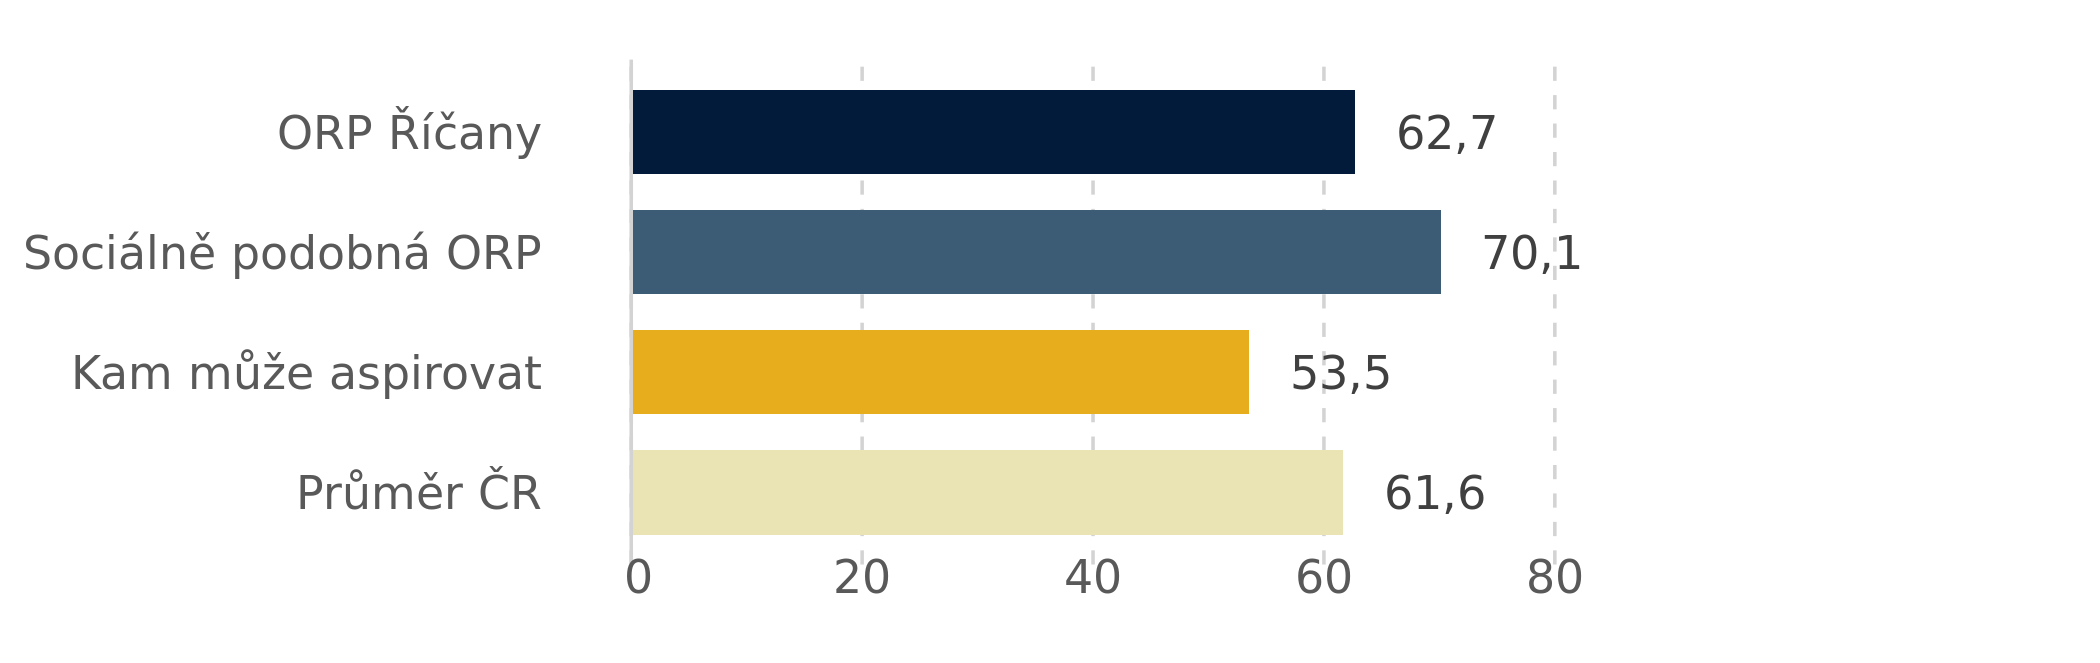 ORP Říčany 62,7
Sociálně podobná ORP 70,1
Kam může aspirovat 53,5
Průměr ČR 61,6
0 20 40 60 80